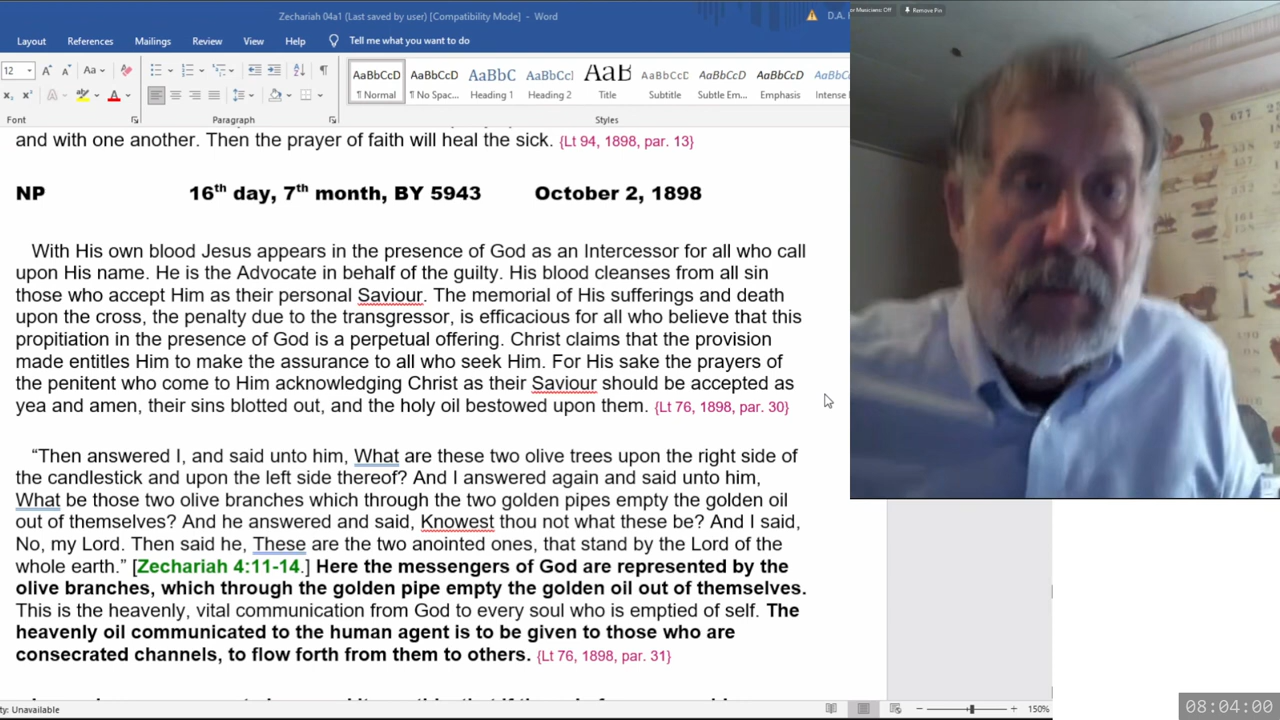 Zechariah 04a1 (Last saved by user) [Compatibility Mode] - Word
D.A.
Layout References Mailings Review View Help Tell me what you want to do
12
Aa
AaBbCcD AaBbCcD AaBbC AaBbCc AaB AaBbCcD AaBbCcD AaBbCcD AaBbCc
¶ Normal ¶ No Spac... Heading 1 Heading 2 Title Subtitle Subtle Em... Emphasis Intense
Font Paragraph Styles
Off Remove Pin
and with one another. Then the prayer of faith will heal the sick. {Lt 94, 1898, par. 13}
NP 16th day, 7th month, BY 5943 October 2, 1898
With His own blood Jesus appears in the presence of God as an Intercessor for all who call
upon His name. He is the Advocate in behalf of the guilty. His blood cleanses from all sin
those who accept Him as their personal Saviour. The memorial of His sufferings and death
upon the cross, the penalty due to the transgressor, is efficacious for all who believe that this
propitiation in the presence of God is a perpetual offering. Christ claims that the provision
made entitles Him to make the assurance to all who seek Him. For His sake the prayers of
the penitent who come to Him acknowledging Christ as their Saviour should be accepted as
yea and amen, their sins blotted out, and the holy oil bestowed upon them. {Lt 76, 1898, par. 30}
“Then answered I, and said unto him, What are these two olive trees upon the right side of
the candlestick and upon the left side thereof? And I answered again and said unto him,
What be those two olive branches which through the two golden pipes empty the golden oil
out of themselves? And he answered and said, Knowest thou not what these be? And I said,
No, my Lord. Then said he, These are the two anointed ones, that stand by the Lord of the
whole earth.” [Zechariah 4:11-14.] Here the messengers of God are represented by the
olive branches, which through the golden pipe empty the golden oil out of themselves.
This is the heavenly, vital communication from God to every soul who is emptied of self. The
heavenly oil communicated to the human agent is to be given to those who are
consecrated channels, to flow forth from them to others. {Lt 76, 1898, par. 31}
ty: Unavailable
150%
677
08:04:00